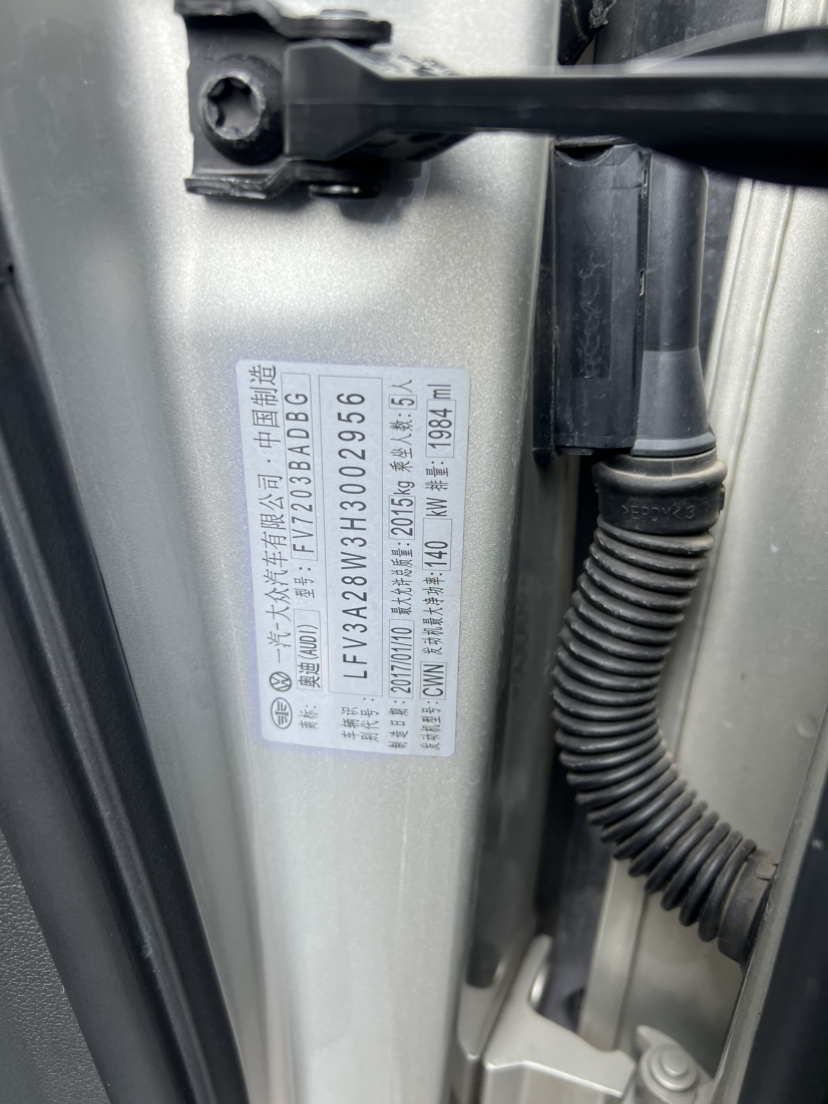 一汽-大众汽车有限公司·中国制造
商标: 奥迪(AUDI) 型号: FV7203BADBG
车辆识别代号: LFV3A28W3H3002956
制造日期: 2017/01/10 最大允许总质量: 2015kg 乘坐人数: 5人
发动机型号: CWN 发动机最大净功率: 140 kW 排量: 1984 ml
>EPDM<3